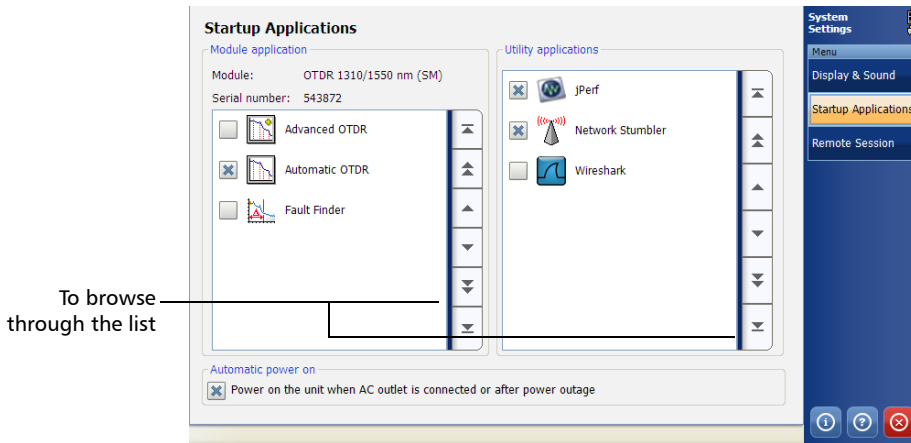 Startup Applications
Module application
Module: OTDR 1310/1550 nm (SM)
Serial number: 543872
Advanced OTDR
Automatic OTDR
Fault Finder
Utility applications
jPerf
Network Stumbler
Wireshark
Automatic power on
Power on the unit when AC outlet is connected or after power outage
To browse
through the list
System
Settings
Menu
Display & Sound
Startup Applications
Remote Session